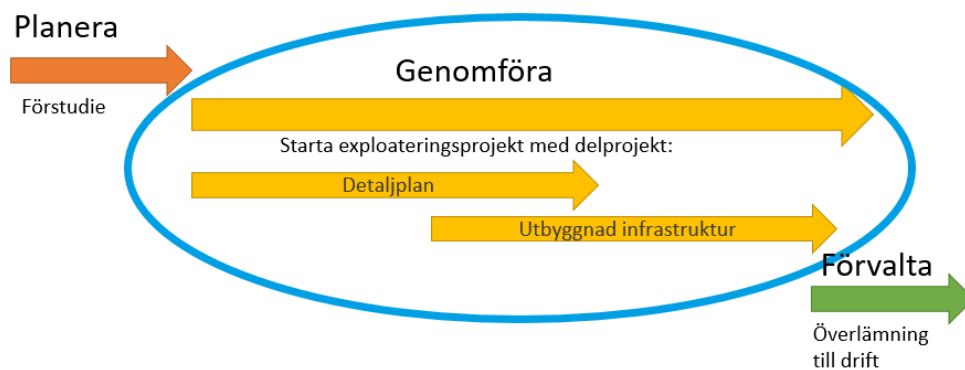 Planera
Förstudie
Genomföra
Starta exploateringsprojekt med delprojekt:
Detaljplan
Utbyggnad infrastruktur
Förvalta
Överlämning
till drift